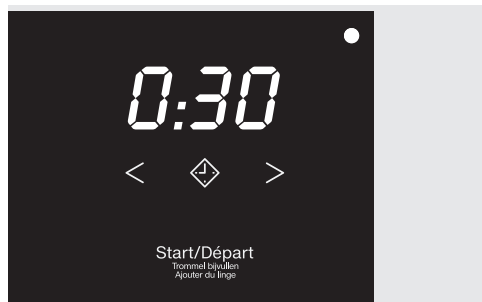 0:30
< >
Start/Départ
Trommel bijvullen
Ajouter du linge